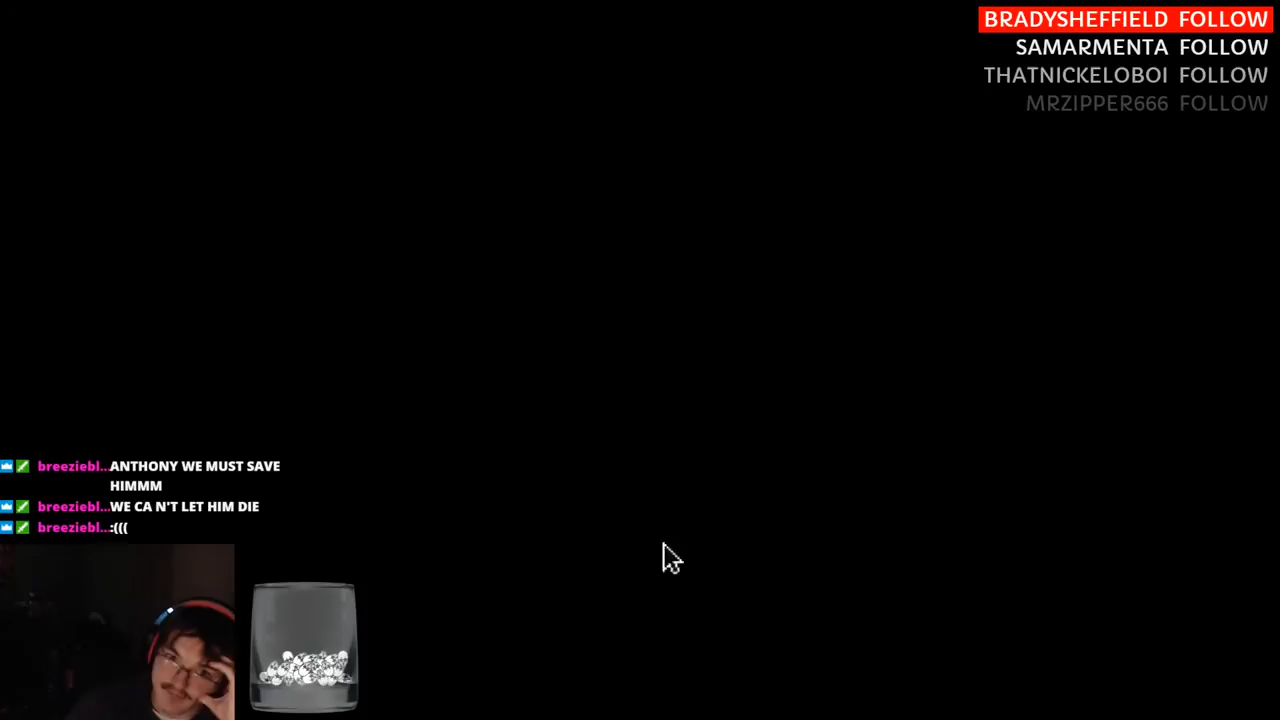 BRADYSHEFFIELD FOLLOW
SAMARMENTA FOLLOW
THATNICKELOBOI FOLLOW
MRZIPPER666 FOLLOW
breeziebl...ANTHONY WE MUST SAVE
HIMMM
breeziebl...WE CA N'T LET HIM DIE
breeziebl...:(((